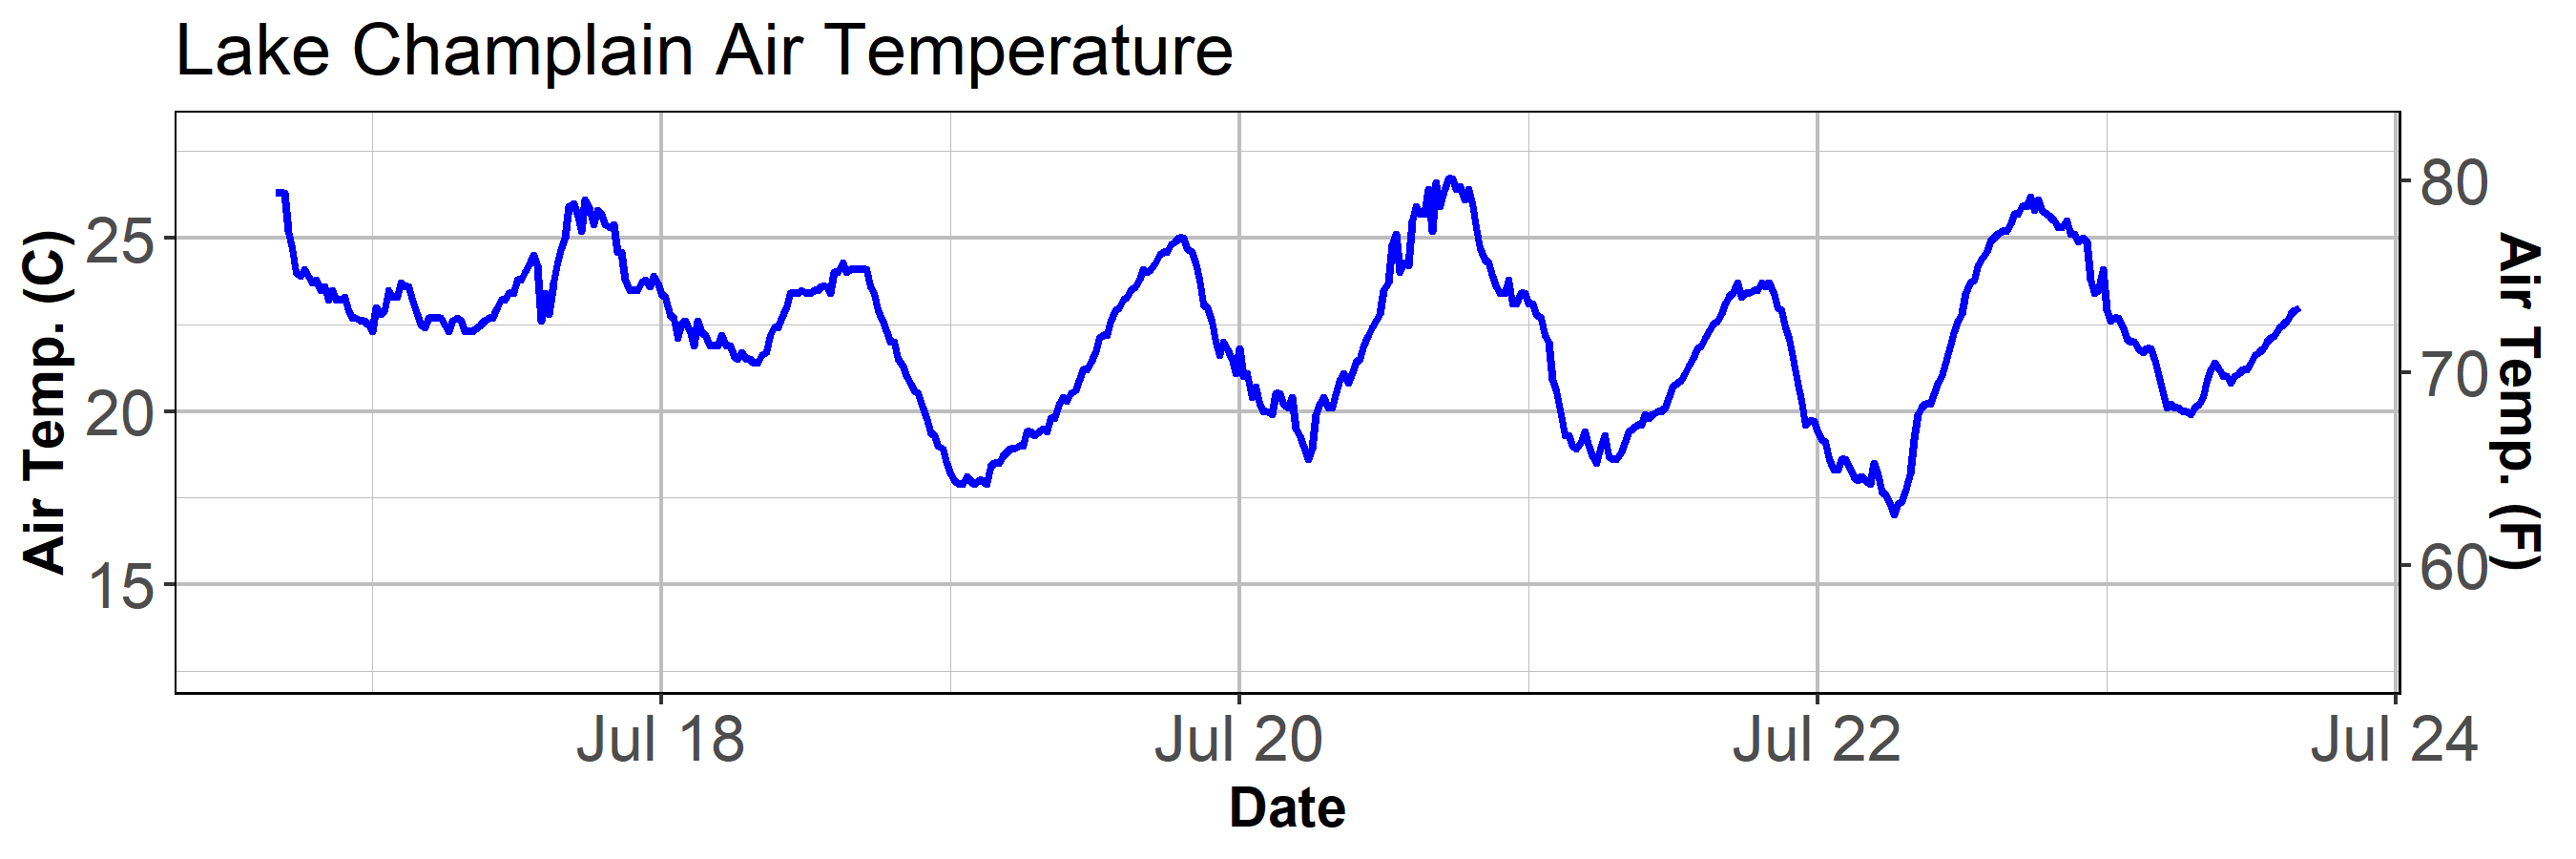 Lake Champlain Air Temperature
Air Temp. (C)
25
20
15
80
70
60
Air Temp. (F)
Jul 18
Jul 20
Jul 22
Jul 24
Date